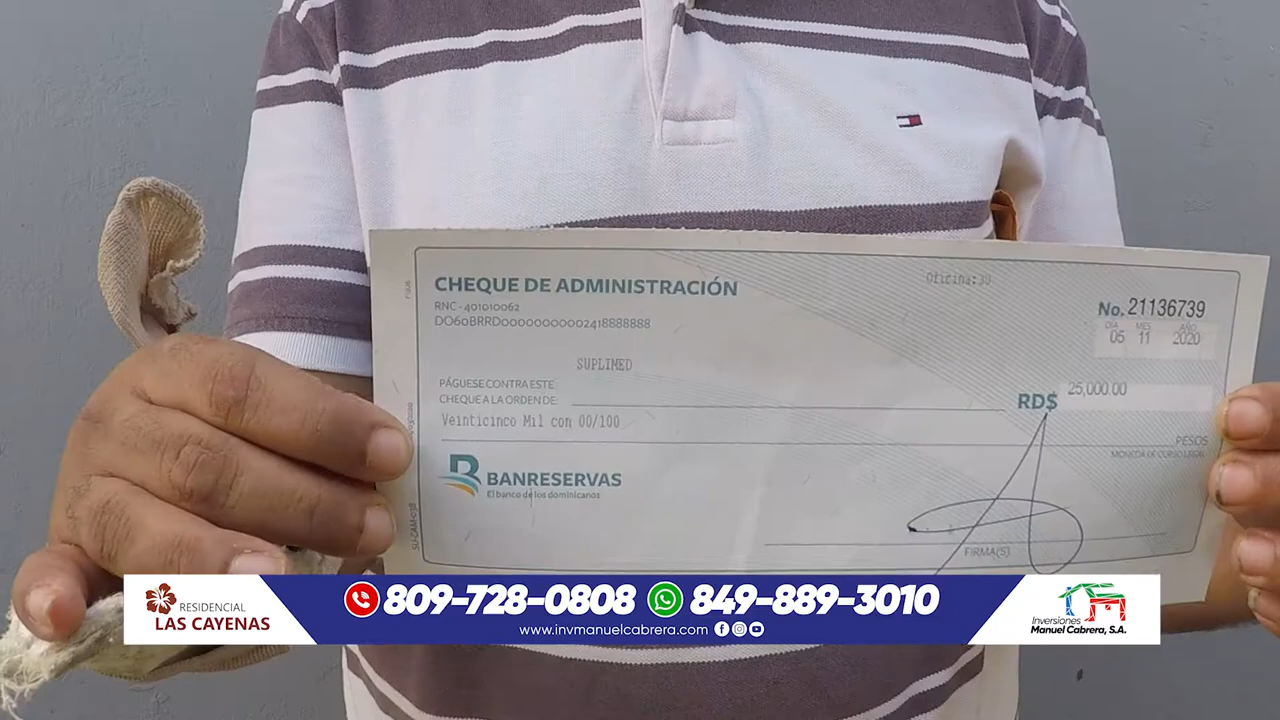 CHEQUE DE ADMINISTRACIÓN
RNC - 401010062
DO60BRRD00000000002418888888
Oficina:30
No. 21136739
DÍA MES AÑO
05 11 2020
SUPLIMED
PÁGUESE CONTRA ESTE
CHEQUE A LA ORDEN DE:
RD$ 25,000.00
Veinticinco Mil con 00/100
PESOS
MONEDA DE CURSO LEGAL
BANRESERVAS
El banco de los dominicanos
FIRMA(S)
RESIDENCIAL
LAS CAYENAS
809-728-0808 849-889-3010
www.invmanuelcabrera.com
Inversiones
Manuel Cabrera, S.A.